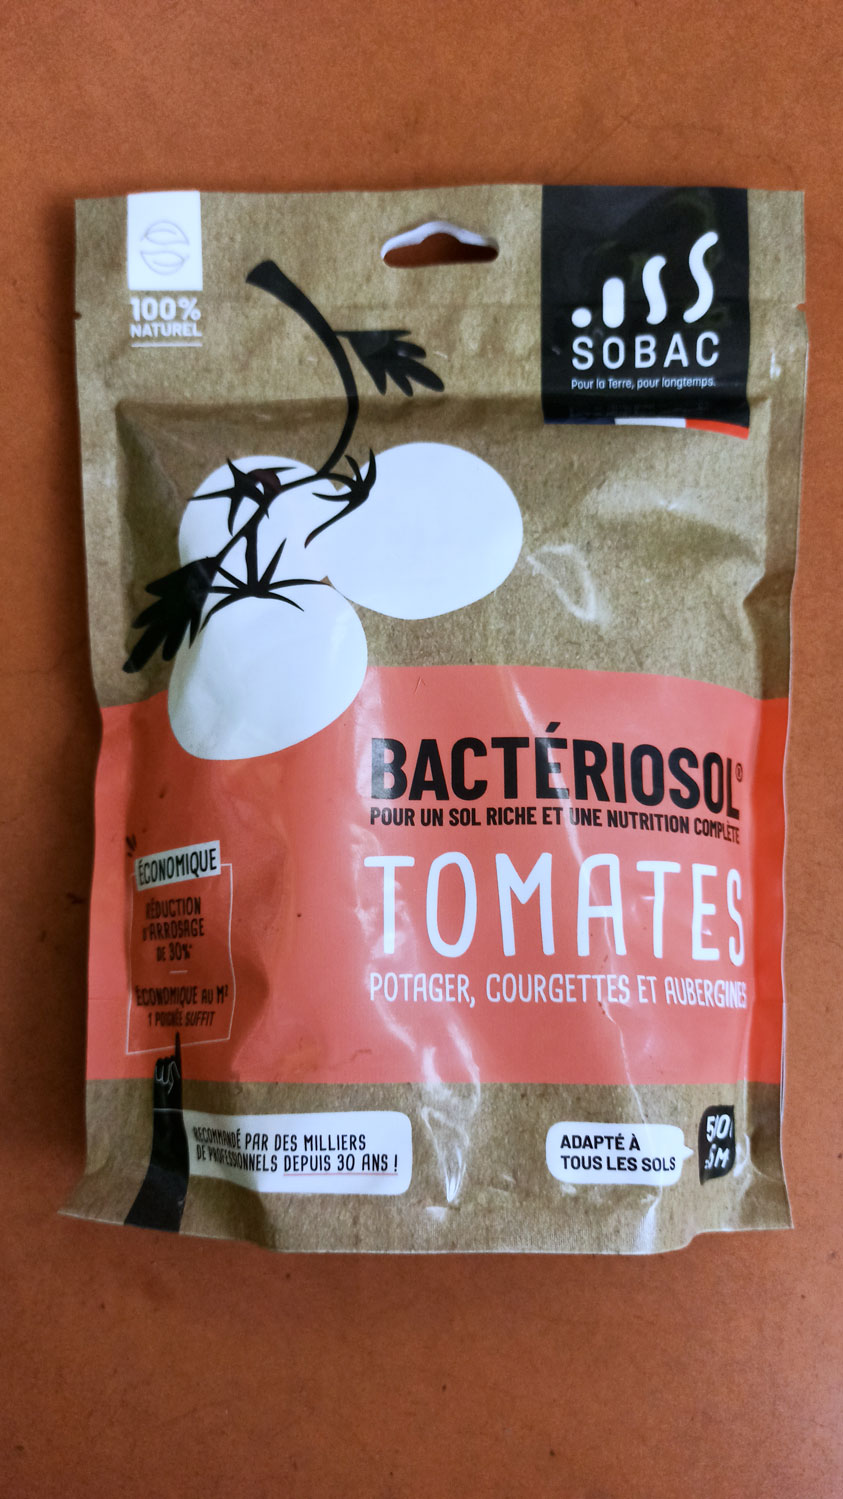 100%
NATUREL
SOBAC
Pour la Terre, pour longtemps.
BACTÉRIOSOL®
POUR UN SOL RICHE ET UNE NUTRITION COMPLÈTE
TOMATES
POTAGER, COURGETTES ET AUBERGINES
ÉCONOMIQUE
RÉDUCTION
D'ARROSAGE
DE 30%*
ÉCONOMIQUE AU M²
1 POIGNÉE SUFFIT
RECOMMANDÉ PAR DES MILLIERS
DE PROFESSIONNELS DEPUIS 30 ANS !
ADAPTÉ À
TOUS LES SOLS